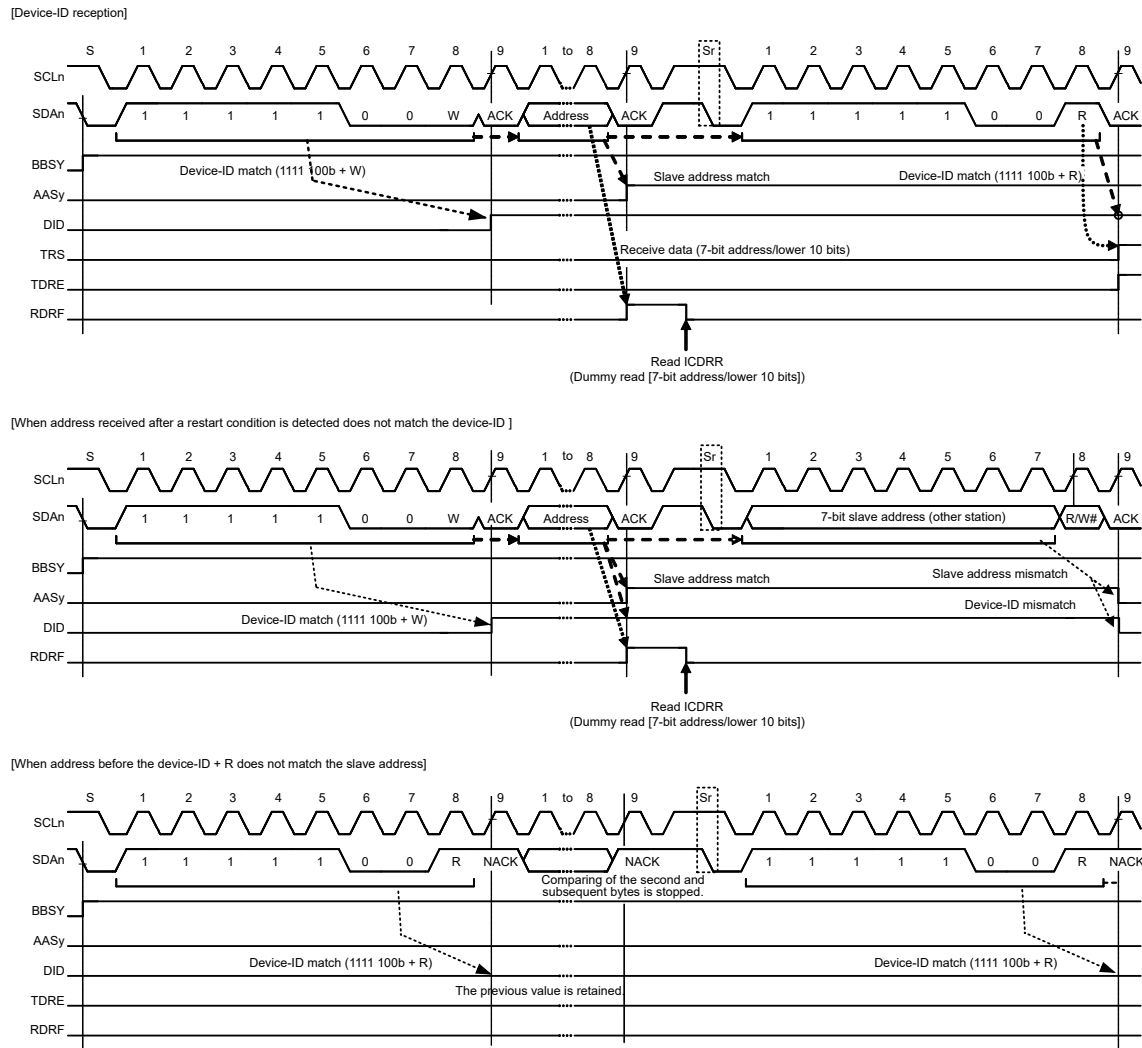 [Device-ID reception]
S 1 2 3 4 5 6 7 8 9 1 to 8 9 Sr 1 2 3 4 5 6 7 8 9
SCLn
SDAn 1 1 1 1 1 0 0 W ACK Address ACK 1 1 1 1 1 0 0 R ACK
BBSY
Device-ID match (1111 100b + W) Slave address match Device-ID match (1111 100b + R)
AASy
DID
TRS Receive data (7-bit address/lower 10 bits)
TDRE
RDRF
Read ICDRR
(Dummy read [7-bit address/lower 10 bits])
[When address received after a restart condition is detected does not match the device-ID ]
S 1 2 3 4 5 6 7 8 9 1 to 8 9 Sr 1 2 3 4 5 6 7 8 9
SCLn
SDAn 1 1 1 1 1 0 0 W ACK Address ACK 7-bit slave address (other station) R/W# ACK
BBSY
Slave address match Slave address mismatch
AASy
Device-ID match (1111 100b + W) Device-ID mismatch
DID
RDRF
Read ICDRR
(Dummy read [7-bit address/lower 10 bits])
[When address before the device-ID + R does not match the slave address]
S 1 2 3 4 5 6 7 8 9 1 to 8 9 Sr 1 2 3 4 5 6 7 8 9
SCLn
SDAn 1 1 1 1 1 0 0 R NACK NACK 1 1 1 1 1 0 0 R NACK
Comparing of the second and
subsequent bytes is stopped.
BBSY
AASy
Device-ID match (1111 100b + R) Device-ID match (1111 100b + R)
DID
The previous value is retained.
TDRE
RDRF